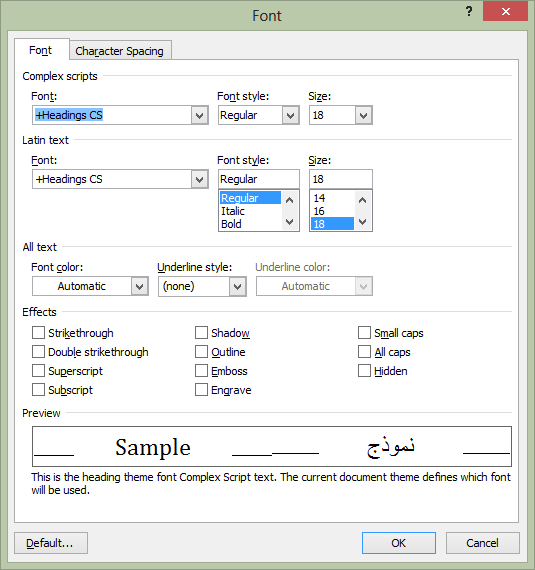 Font
?
Font Character Spacing
Complex scripts
Font: Font style: Size:
+Headings CS Regular 18
Latin text
Font: Font style: Size:
+Headings CS Regular 18
Regular 14
Italic 16
Bold 18
All text
Font color: Underline style: Underline color:
Automatic (none) Automatic
Effects
Strikethrough Shadow Small caps
Double strikethrough Outline All caps
Superscript Emboss Hidden
Subscript Engrave
Preview
Sample نموذج
This is the heading theme font Complex Script text. The current document theme defines which font
will be used.
Default... OK Cancel